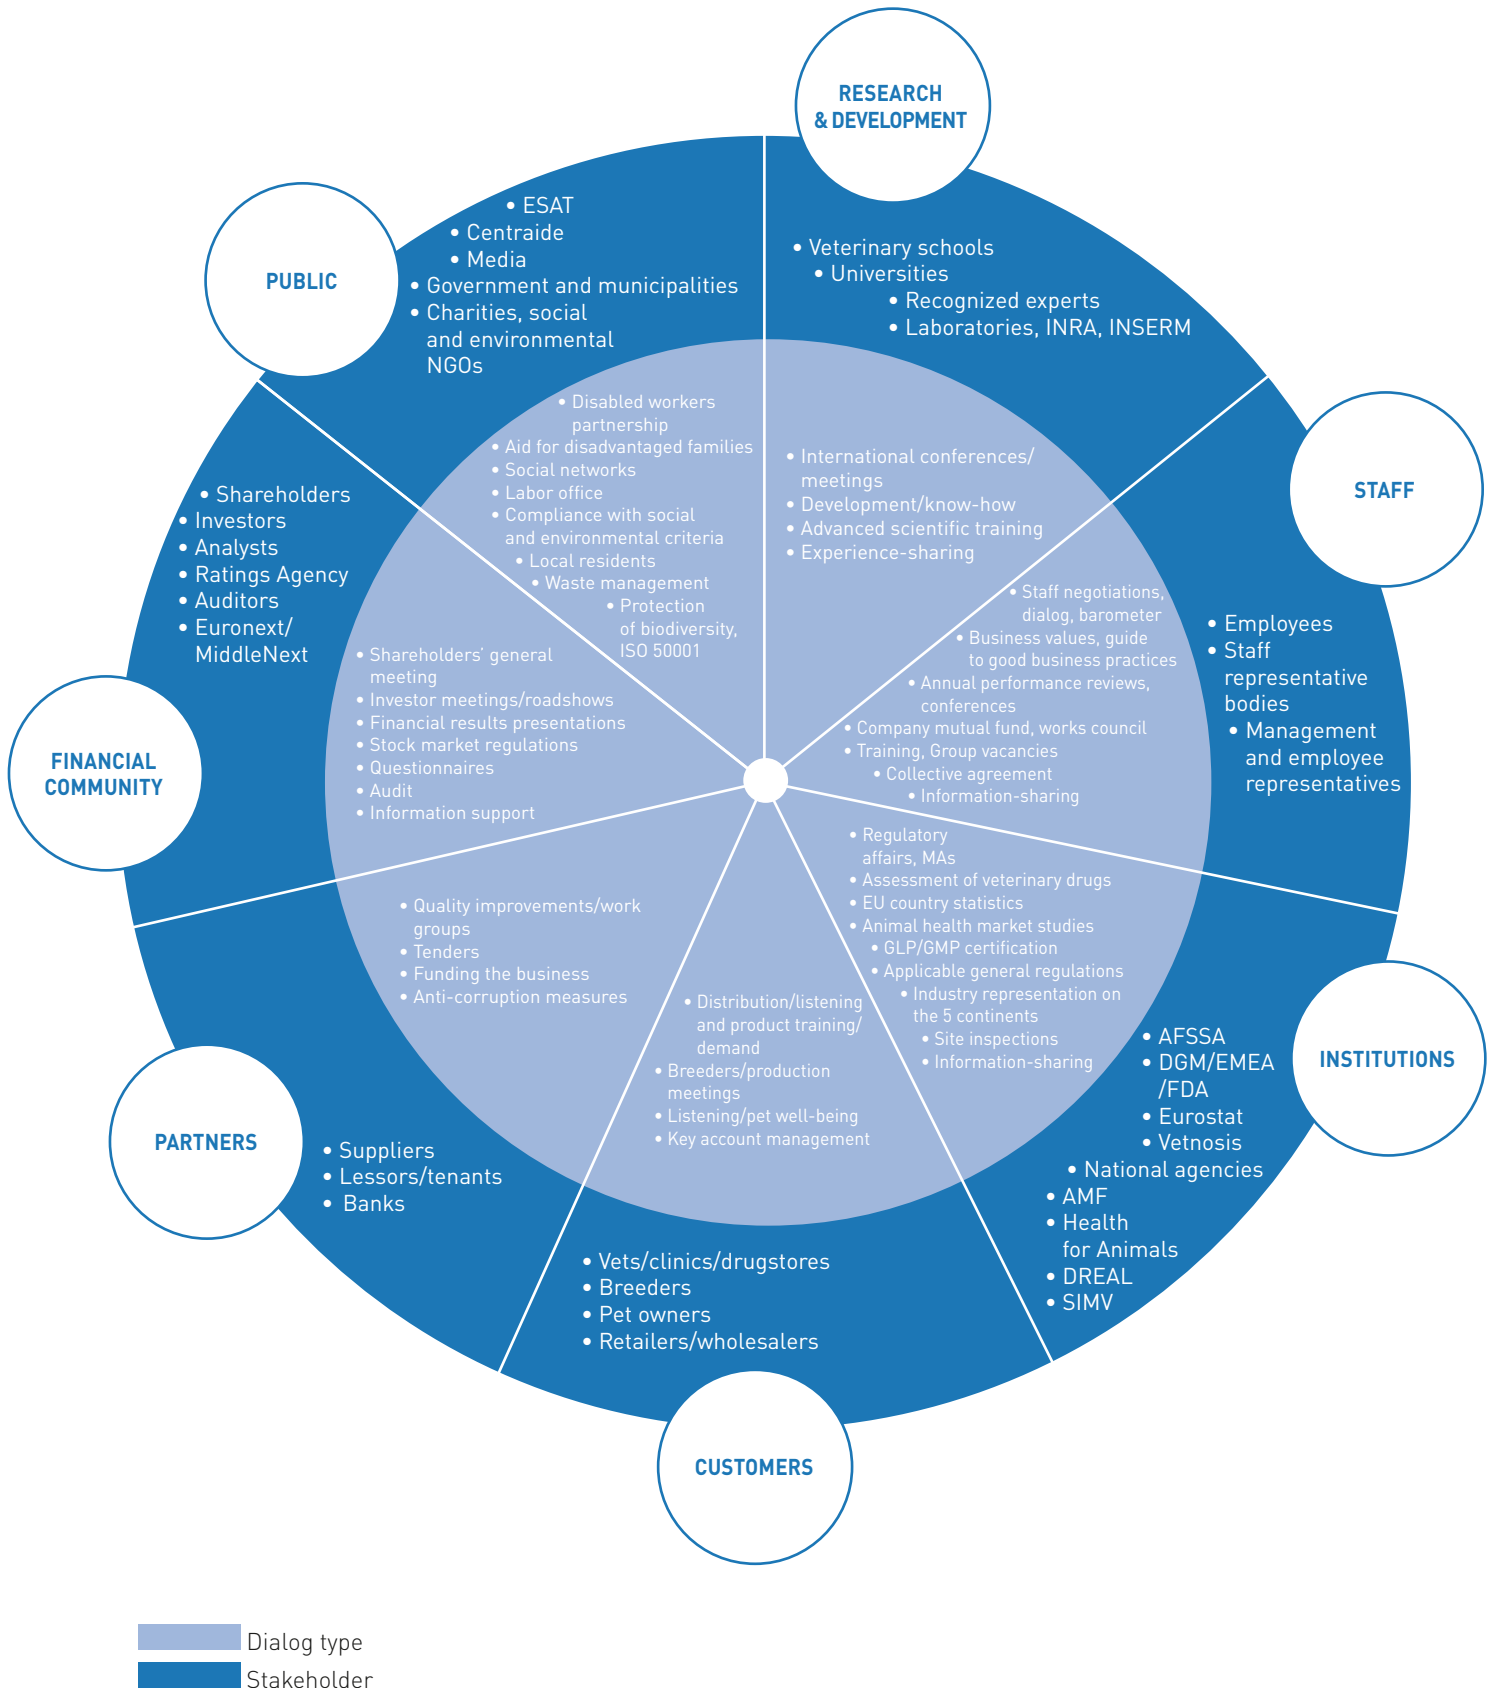 RESEARCH
& DEVELOPMENT
• Veterinary schools
• Universities
• Recognized experts
• Laboratories, INRA, INSERM
• International conferences/
meetings
• Development/know-how
• Advanced scientific training
• Experience-sharing
STAFF
• Employees
• Staff
representative
bodies
• Management
and employee
representatives
• Staff negotiations,
dialog, barometer
• Business values, guide
to good business practices
• Annual performance reviews,
conferences
• Company mutual fund, works council
• Training, Group vacancies
• Collective agreement
• Information-sharing
INSTITUTIONS
• AFSSA
• DGM/EMEA
/FDA
• Eurostat
• Vetnosis
• National agencies
• AMF
• Health
for Animals
• DREAL
• SIMV
• Regulatory
affairs, MAs
• Assessment of veterinary drugs
• EU country statistics
• Animal health market studies
• GLP/GMP certification
• Applicable general regulations
• Industry representation on
the 5 continents
• Site inspections
• Information-sharing
CUSTOMERS
• Vets/clinics/drugstores
• Breeders
• Pet owners
• Retailers/wholesalers
• Distribution/listening
and product training/
demand
• Breeders/production
meetings
• Listening/pet well-being
• Key account management
PARTNERS
• Suppliers
• Lessors/tenants
• Banks
• Quality improvements/work
groups
• Tenders
• Funding the business
• Anti-corruption measures
FINANCIAL
COMMUNITY
• Shareholders
• Investors
• Analysts
• Ratings Agency
• Auditors
• Euronext/
MiddleNext
• Shareholders’ general
meeting
• Investor meetings/roadshows
• Financial results presentations
• Stock market regulations
• Questionnaires
• Audit
• Information support
PUBLIC
• ESAT
• Centraide
• Media
• Government and municipalities
• Charities, social
and environmental
NGOs
• Disabled workers
partnership
• Aid for disadvantaged families
• Social networks
• Labor office
• Compliance with social
and environmental criteria
• Local residents
• Waste management
• Protection
of biodiversity,
ISO 50001
Dialog type
Stakeholder